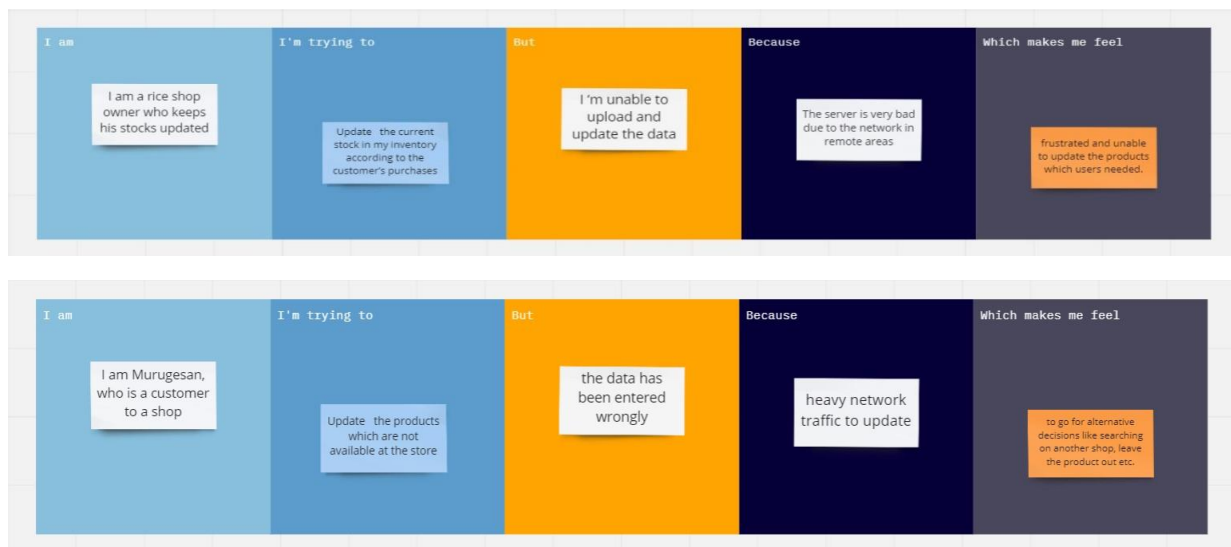 I am
I'm trying to
But
Because
Which makes me feel
I am a rice shop
owner who keeps
his stocks updated
Update the current
stock in my inventory
according to the
customer's purchases
I 'm unable to
upload and
update the data
The server is very bad
due to the network in
remote areas
frustrated and unable
to update the products
which users needed.
I am
I'm trying to
But
Because
Which makes me feel
I am Murugesan,
who is a customer
to a shop
Update the products
which are not
available at the store
the data has
been entered
wrongly
heavy network
traffic to update
to go for alternative
decisions like searching
on another shop, leave
the product out etc.